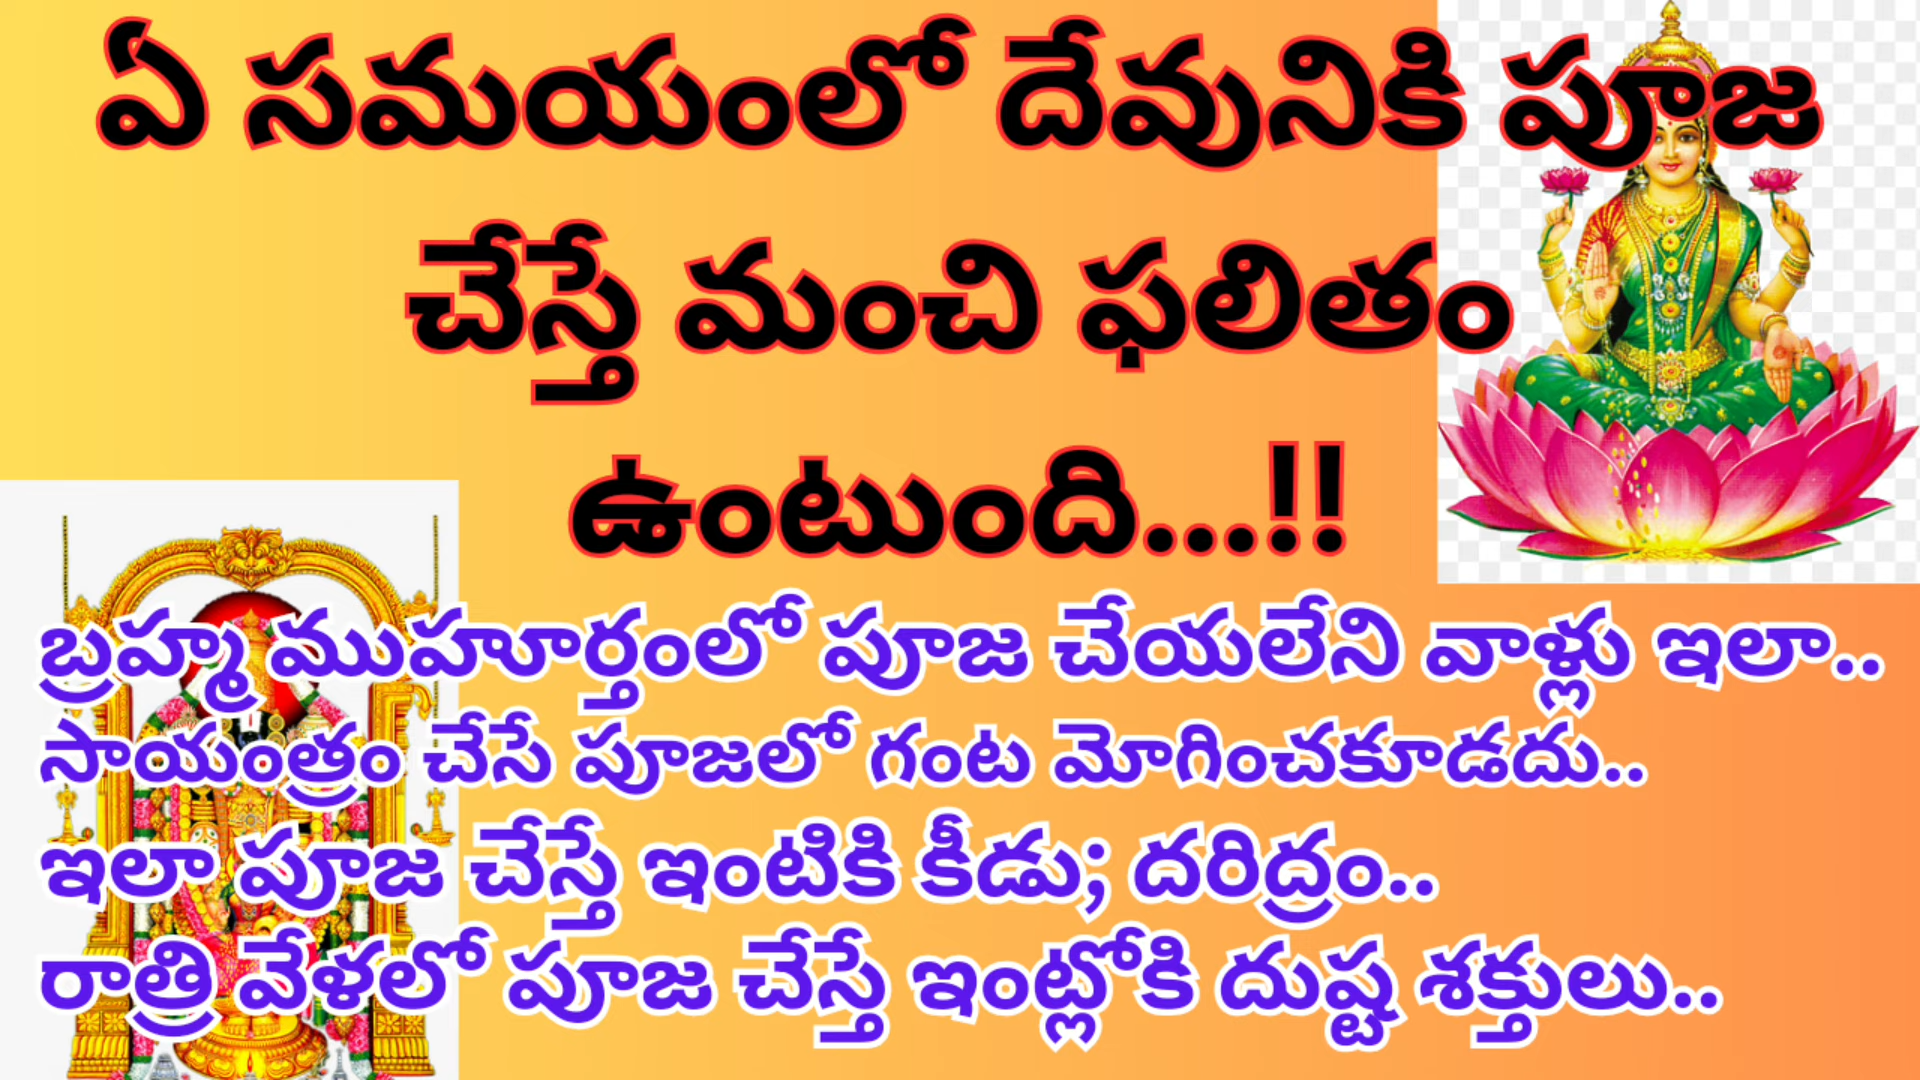 ఏ సమయంలో దేవునికి పూజ
చేస్తే మంచి ఫలితం
ఉంటుంది...!!
బ్రహ్మ ముహూర్తంలో పూజ చేయలేని వాళ్లు ఇలా..
సాయంత్రం చేసే పూజలో గంట మోగించకూడదు..
ఇలా పూజ చేస్తే ఇంటికి కీడు; దరిద్రం..
రాత్రి వేళలో పూజ చేస్తే ఇంట్లోకి దుష్ట శక్తులు..